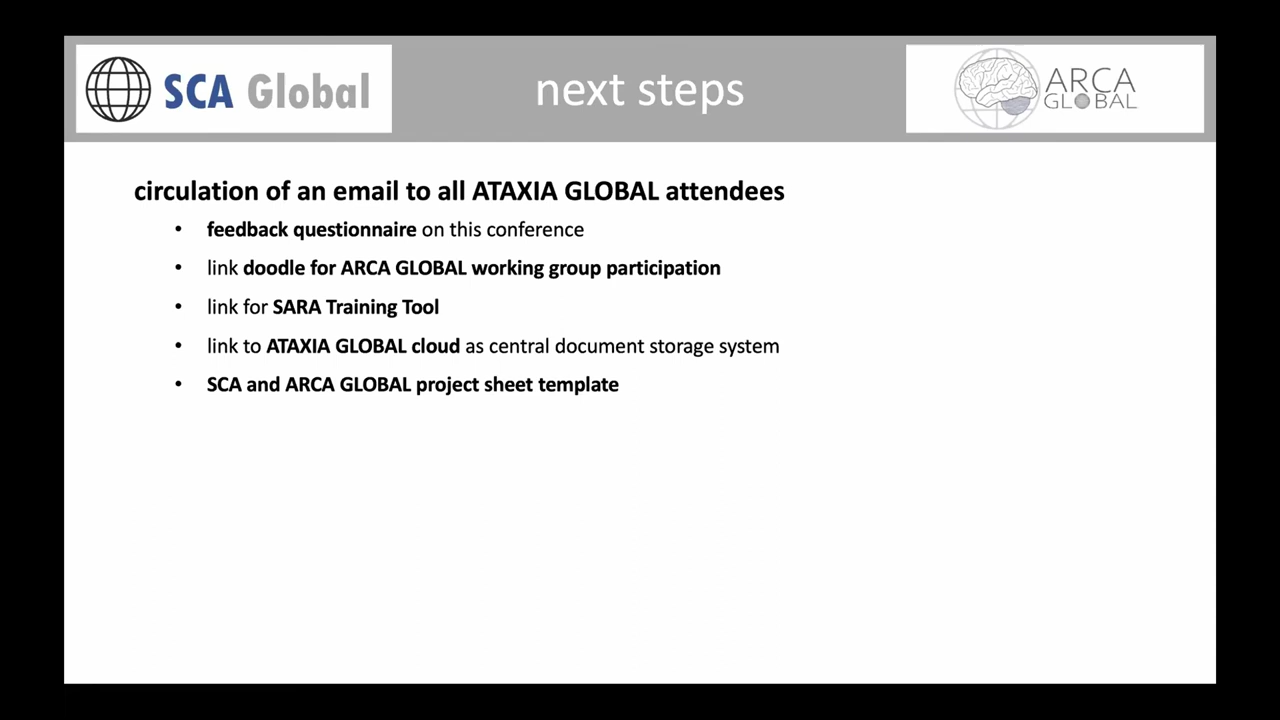 SCA Global
next steps
ARCA
GLOBAL
circulation of an email to all ATAXIA GLOBAL attendees
• feedback questionnaire on this conference
• link doodle for ARCA GLOBAL working group participation
• link for SARA Training Tool
• link to ATAXIA GLOBAL cloud as central document storage system
• SCA and ARCA GLOBAL project sheet template